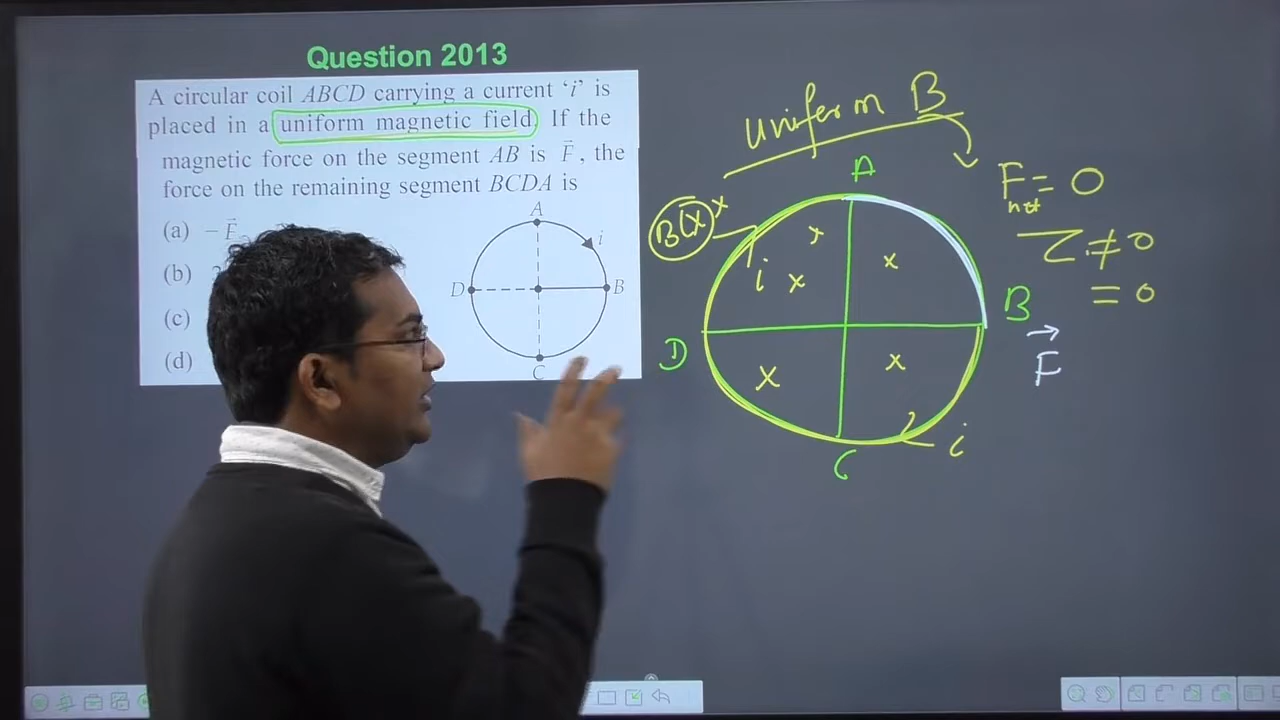 Question 2013
A circular coil ABCD carrying a current ‘i’ is
placed in a uniform magnetic field. If the
magnetic force on the segment AB is F⃗, the
force on the remaining segment BCDA is
(a) −F⃗
(b)
(c)
(d)
A
i
D
B
C
uniform B
A
B(x) x
x
x
x
i
B
D
x
x
C
i
F⃗
F net = 0
τ ≠ 0
= 0